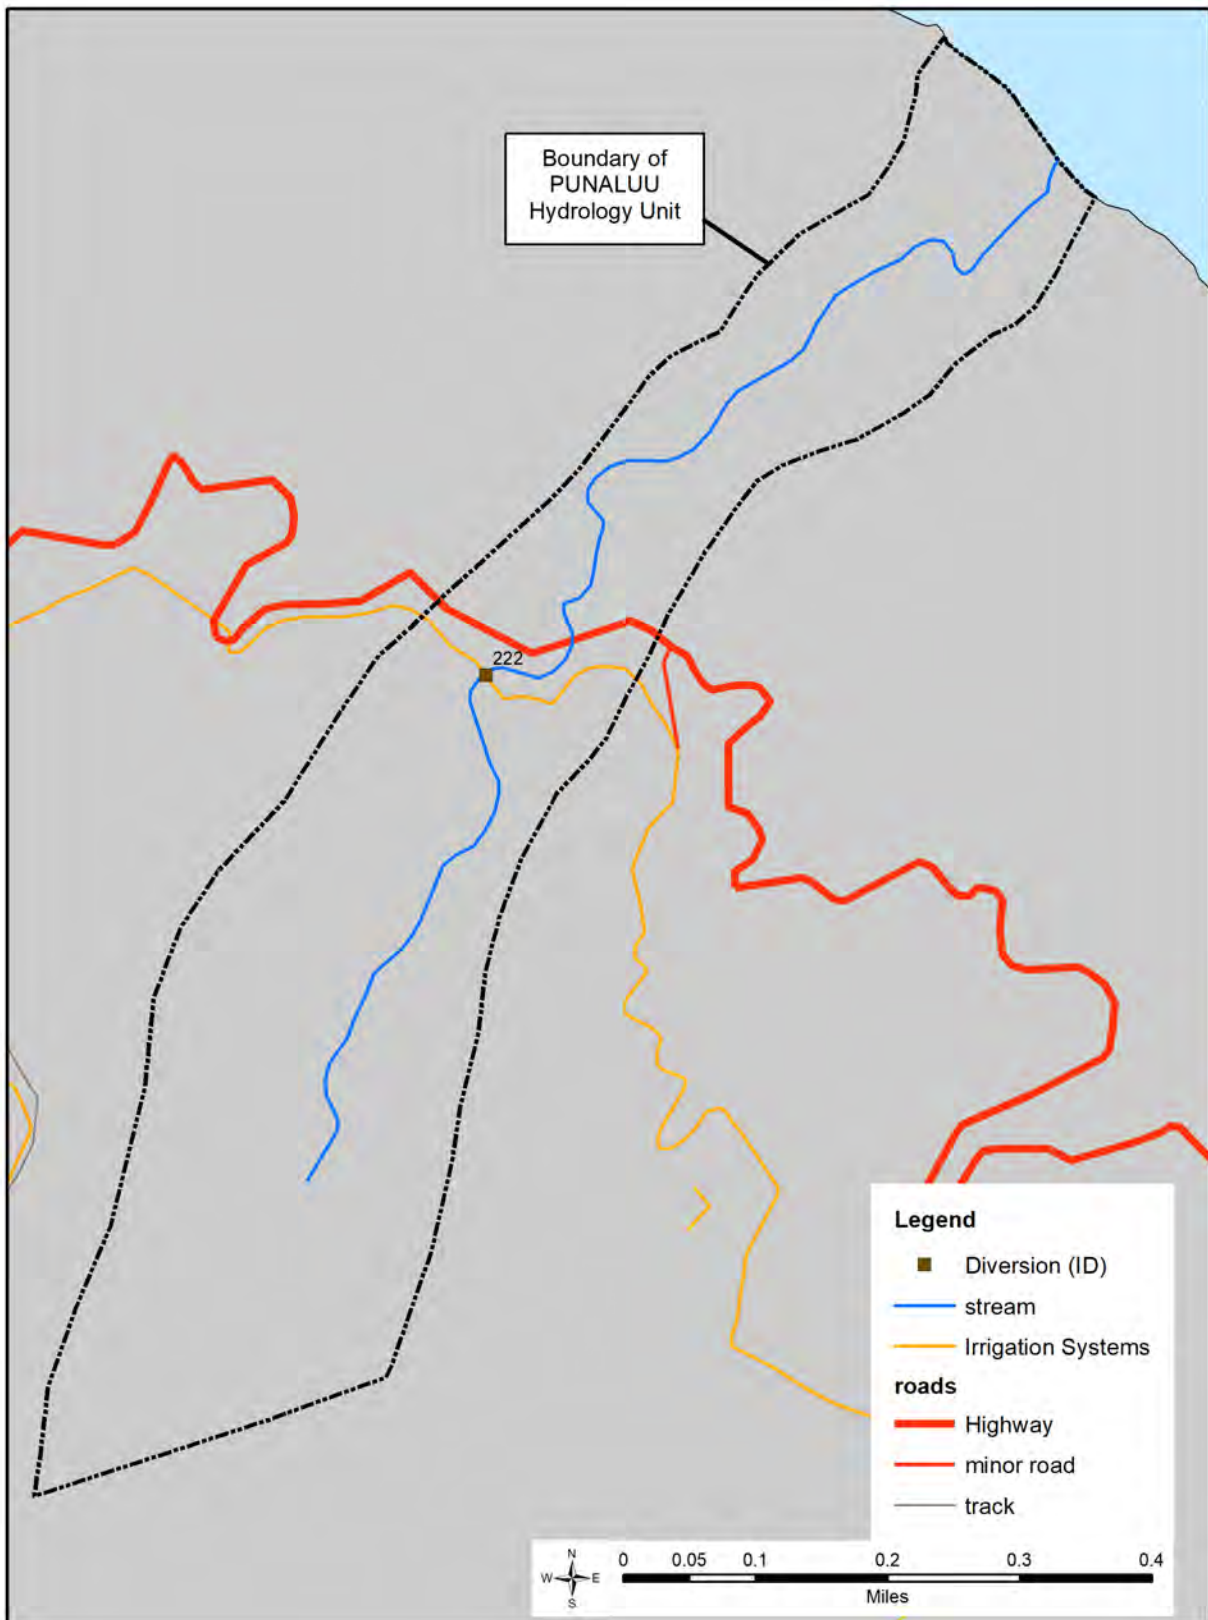 Boundary of
PUNALUU
Hydrology Unit
222
Legend
Diversion (ID)
stream
Irrigation Systems
roads
Highway
minor road
track
N
W E
S
0 0.05 0.1 0.2 0.3 0.4
Miles